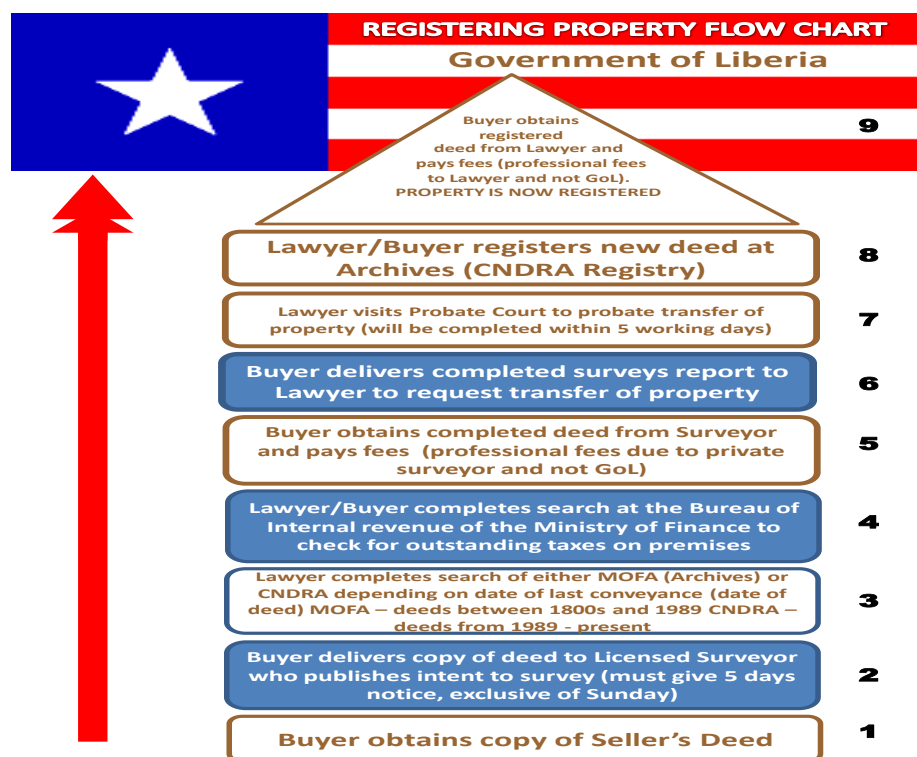 REGISTERING PROPERTY FLOW CHART
Government of Liberia
Buyer obtains
registered
deed from Lawyer and
pays fees (professional fees
to Lawyer and not GoL).
PROPERTY IS NOW REGISTERED
9
Lawyer/Buyer registers new deed at
Archives (CNDRA Registry)
8
Lawyer visits Probate Court to probate transfer of
property (will be completed within 5 working days)
7
Buyer delivers completed surveys report to
Lawyer to request transfer of property
6
Buyer obtains completed deed from Surveyor
and pays fees (professional fees due to private
surveyor and not GoL)
5
Lawyer/Buyer completes search at the Bureau of
Internal revenue of the Ministry of Finance to
check for outstanding taxes on premises
4
Lawyer completes search of either MOFA (Archives) or
CNDRA depending on date of last conveyance (date of
deed) MOFA – deeds between 1800s and 1989 CNDRA –
deeds from 1989 - present
3
Buyer delivers copy of deed to Licensed Surveyor
who publishes intent to survey (must give 5 days
notice, exclusive of Sunday)
2
Buyer obtains copy of Seller’s Deed
1